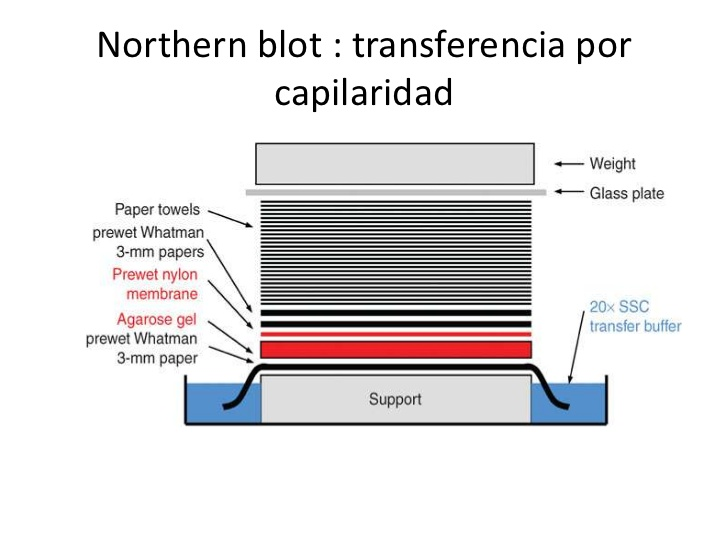 Northern blot : transferencia por
capilaridad
Weight
Glass plate
Paper towels
prewet Whatman
3-mm papers
Prewet nylon
membrane
Agarose gel
prewet Whatman
3-mm paper
20× SSC
transfer buffer
Support